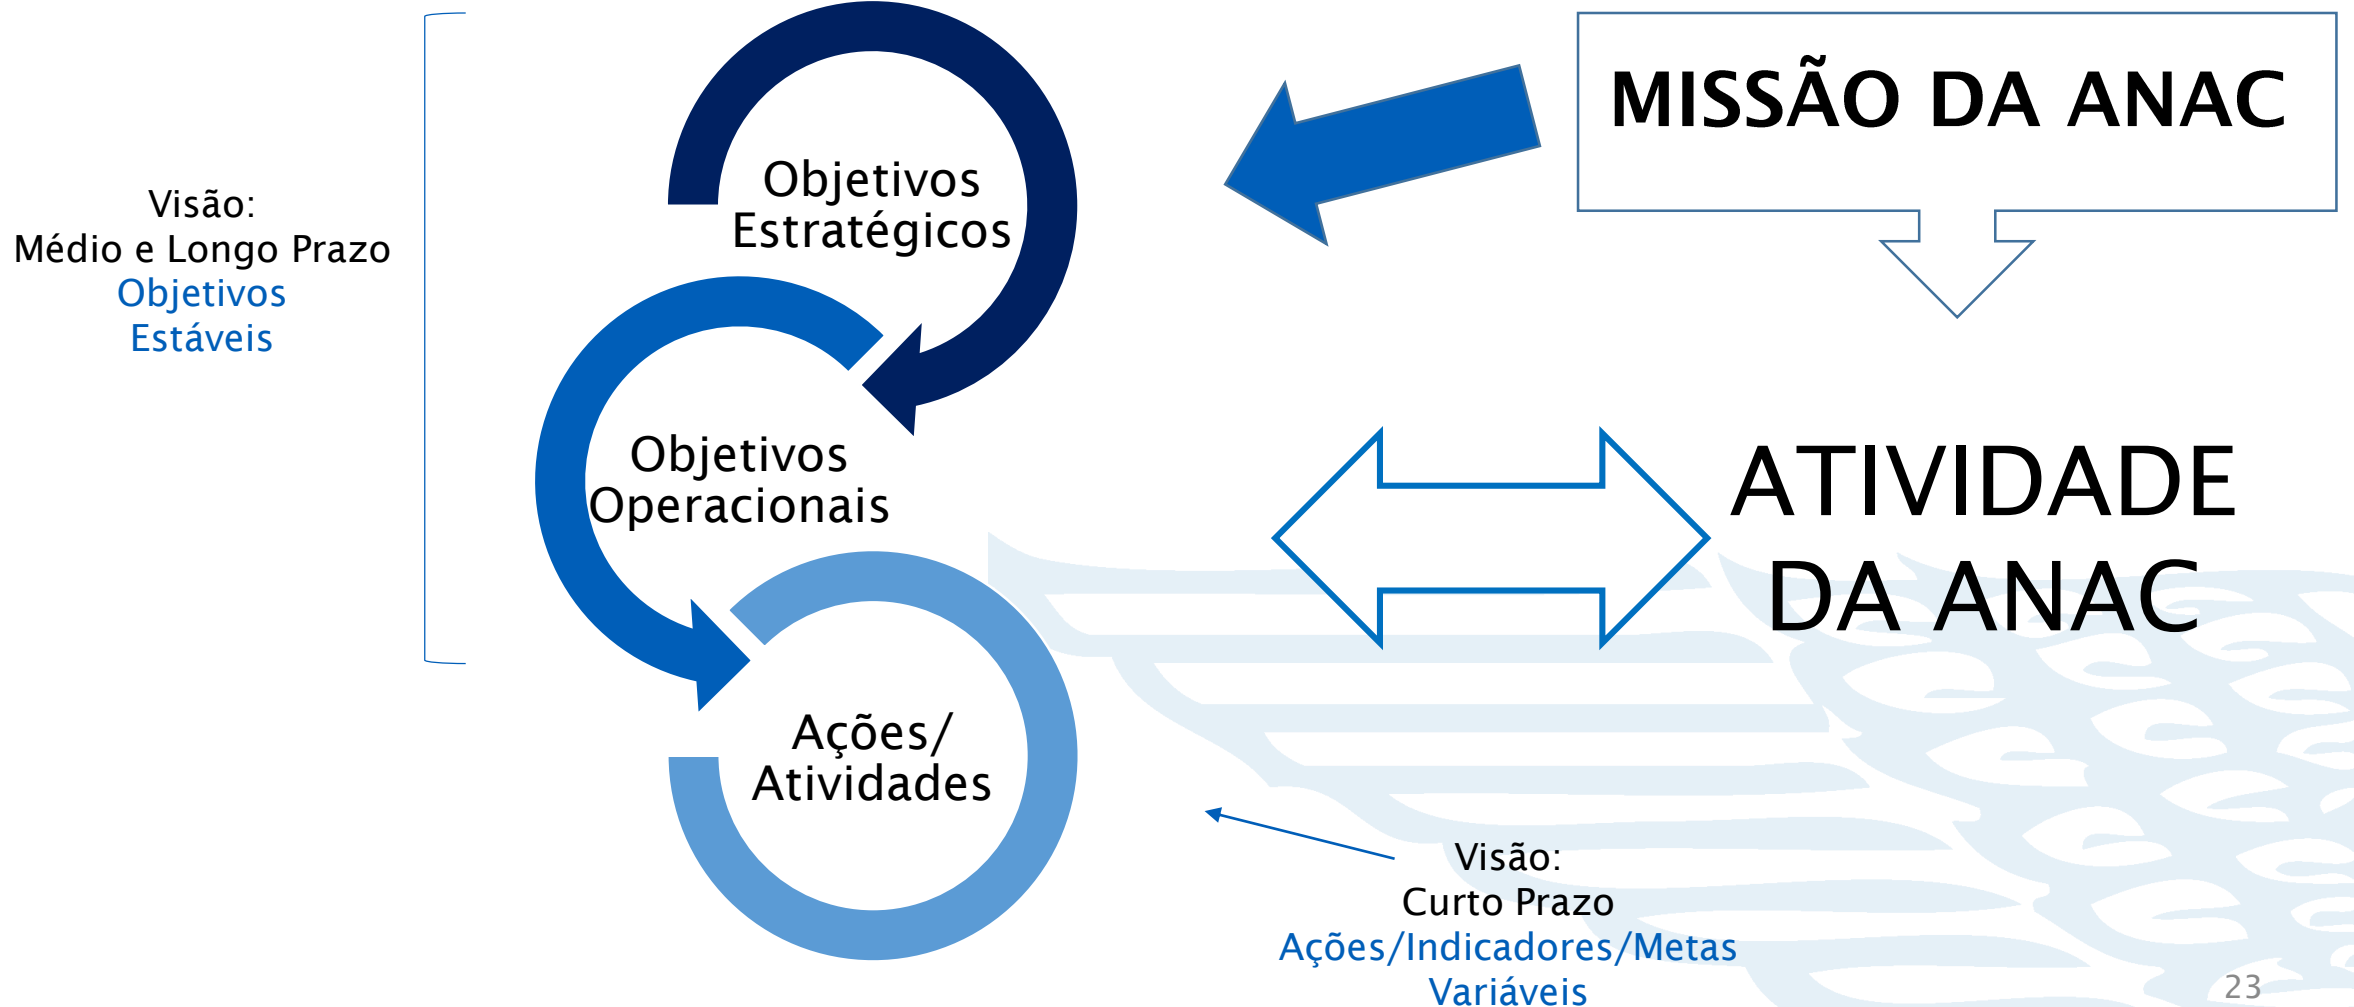 MISSÃO DA ANAC
Objetivos
Estratégicos
Visão:
Médio e Longo Prazo
Objetivos
Estáveis
Objetivos
Operacionais
ATIVIDADE
DA ANAC
Ações/
Atividades
Visão:
Curto Prazo
Ações/Indicadores/Metas
Variáveis
23